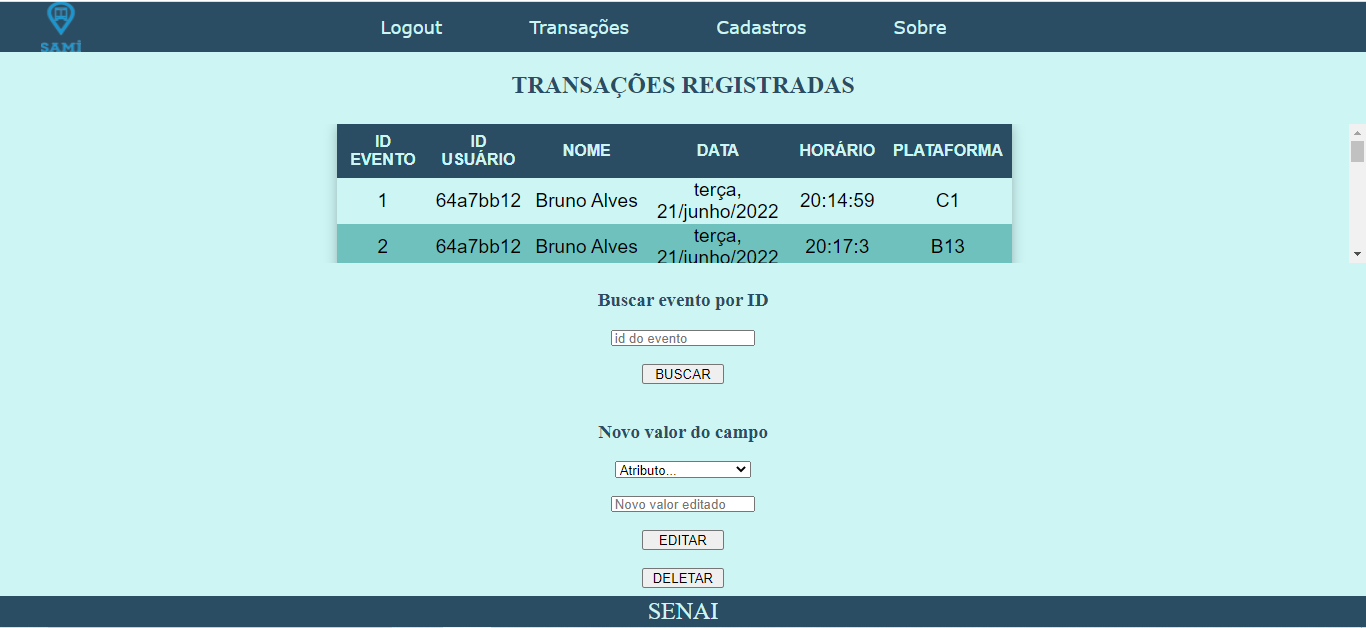 SAMÍ
Logout Transações Cadastros Sobre
TRANSAÇÕES REGISTRADAS
ID EVENTO ID USUÁRIO NOME DATA HORÁRIO PLATAFORMA
1 64a7bb12 Bruno Alves terça, 21/junho/2022 20:14:59 C1
2 64a7bb12 Bruno Alves terça, 21/junho/2022 20:17:3 B13
Buscar evento por ID
id do evento
BUSCAR
Novo valor do campo
Atributo...
Novo valor editado
EDITAR
DELETAR
SENAI